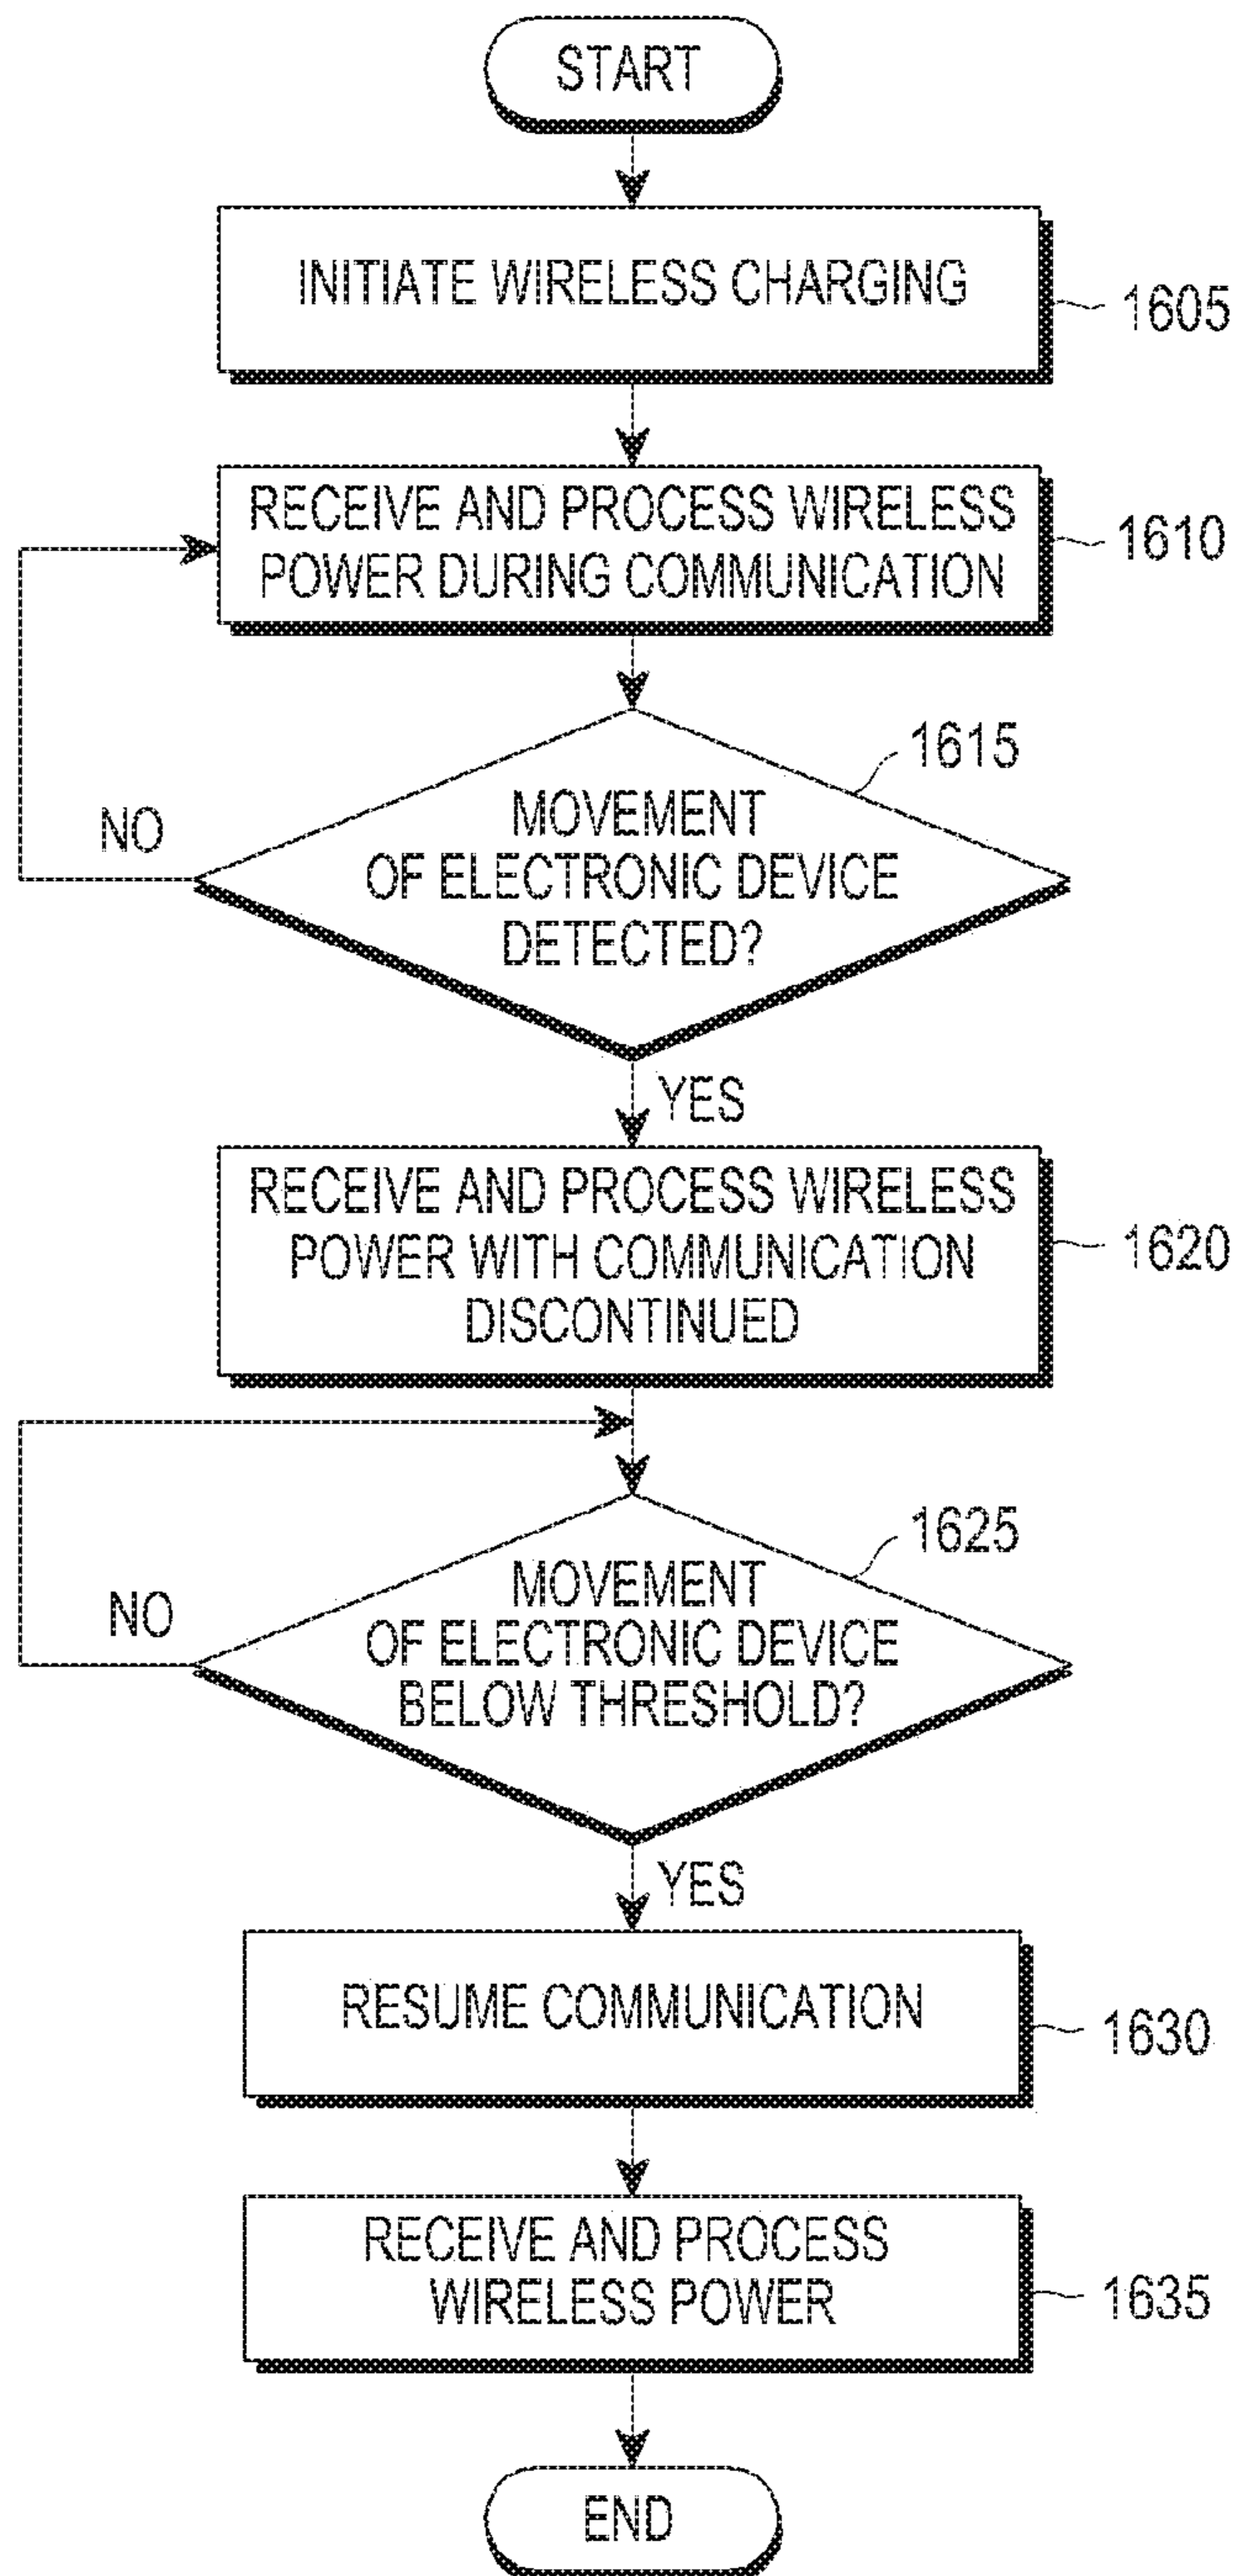 START
INITIATE WIRELESS CHARGING
1605
RECEIVE AND PROCESS WIRELESS
POWER DURING COMMUNICATION
1610
1615
MOVEMENT
OF ELECTRONIC DEVICE
DETECTED?
NO
YES
RECEIVE AND PROCESS WIRELESS
POWER WITH COMMUNICATION
DISCONTINUED
1620
1625
MOVEMENT
OF ELECTRONIC DEVICE
BELOW THRESHOLD?
NO
YES
RESUME COMMUNICATION
1630
RECEIVE AND PROCESS
WIRELESS POWER
1635
END